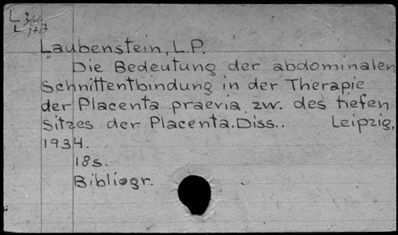 Laubenstein, L.P.
Die Bedeutung der abdominalen
Schnittentbindung in der Therapie
der Placenta praevia zw. des tiefen
Sitzes der Placenta. Diss.. Leipzig,
1934.
18s.
Bibliogr.